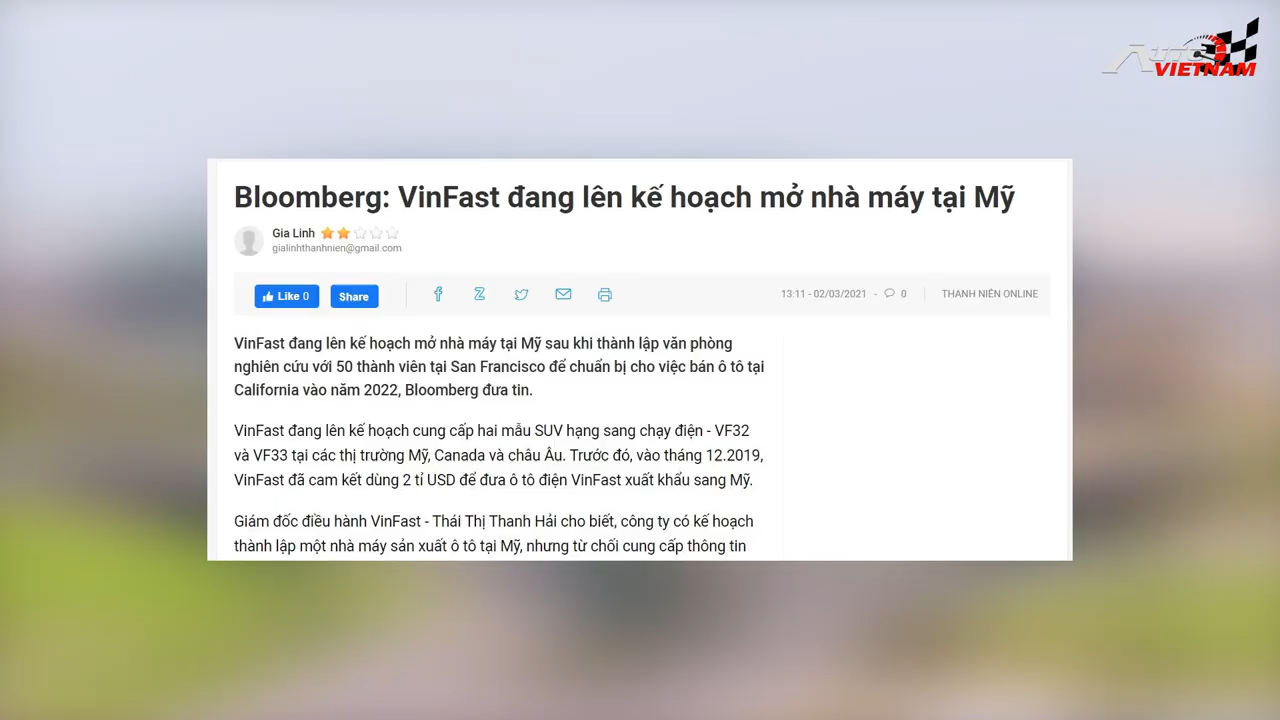 AUTO
VIETNAM
Bloomberg: VinFast đang lên kế hoạch mở nhà máy tại Mỹ
Gia Linh
gialinhthanhnien@gmail.com
Like 0
Share
13:11 - 02/03/2021 - 0
THANH NIÊN ONLINE
VinFast đang lên kế hoạch mở nhà máy tại Mỹ sau khi thành lập văn phòng
nghiên cứu với 50 thành viên tại San Francisco để chuẩn bị cho việc bán ô tô tại
California vào năm 2022, Bloomberg đưa tin.
VinFast đang lên kế hoạch cung cấp hai mẫu SUV hạng sang chạy điện - VF32
và VF33 tại các thị trường Mỹ, Canada và châu Âu. Trước đó, vào tháng 12.2019,
VinFast đã cam kết dùng 2 tỉ USD để đưa ô tô điện VinFast xuất khẩu sang Mỹ.
Giám đốc điều hành VinFast - Thái Thị Thanh Hải cho biết, công ty có kế hoạch
thành lập một nhà máy sản xuất ô tô tại Mỹ, nhưng từ chối cung cấp thông tin